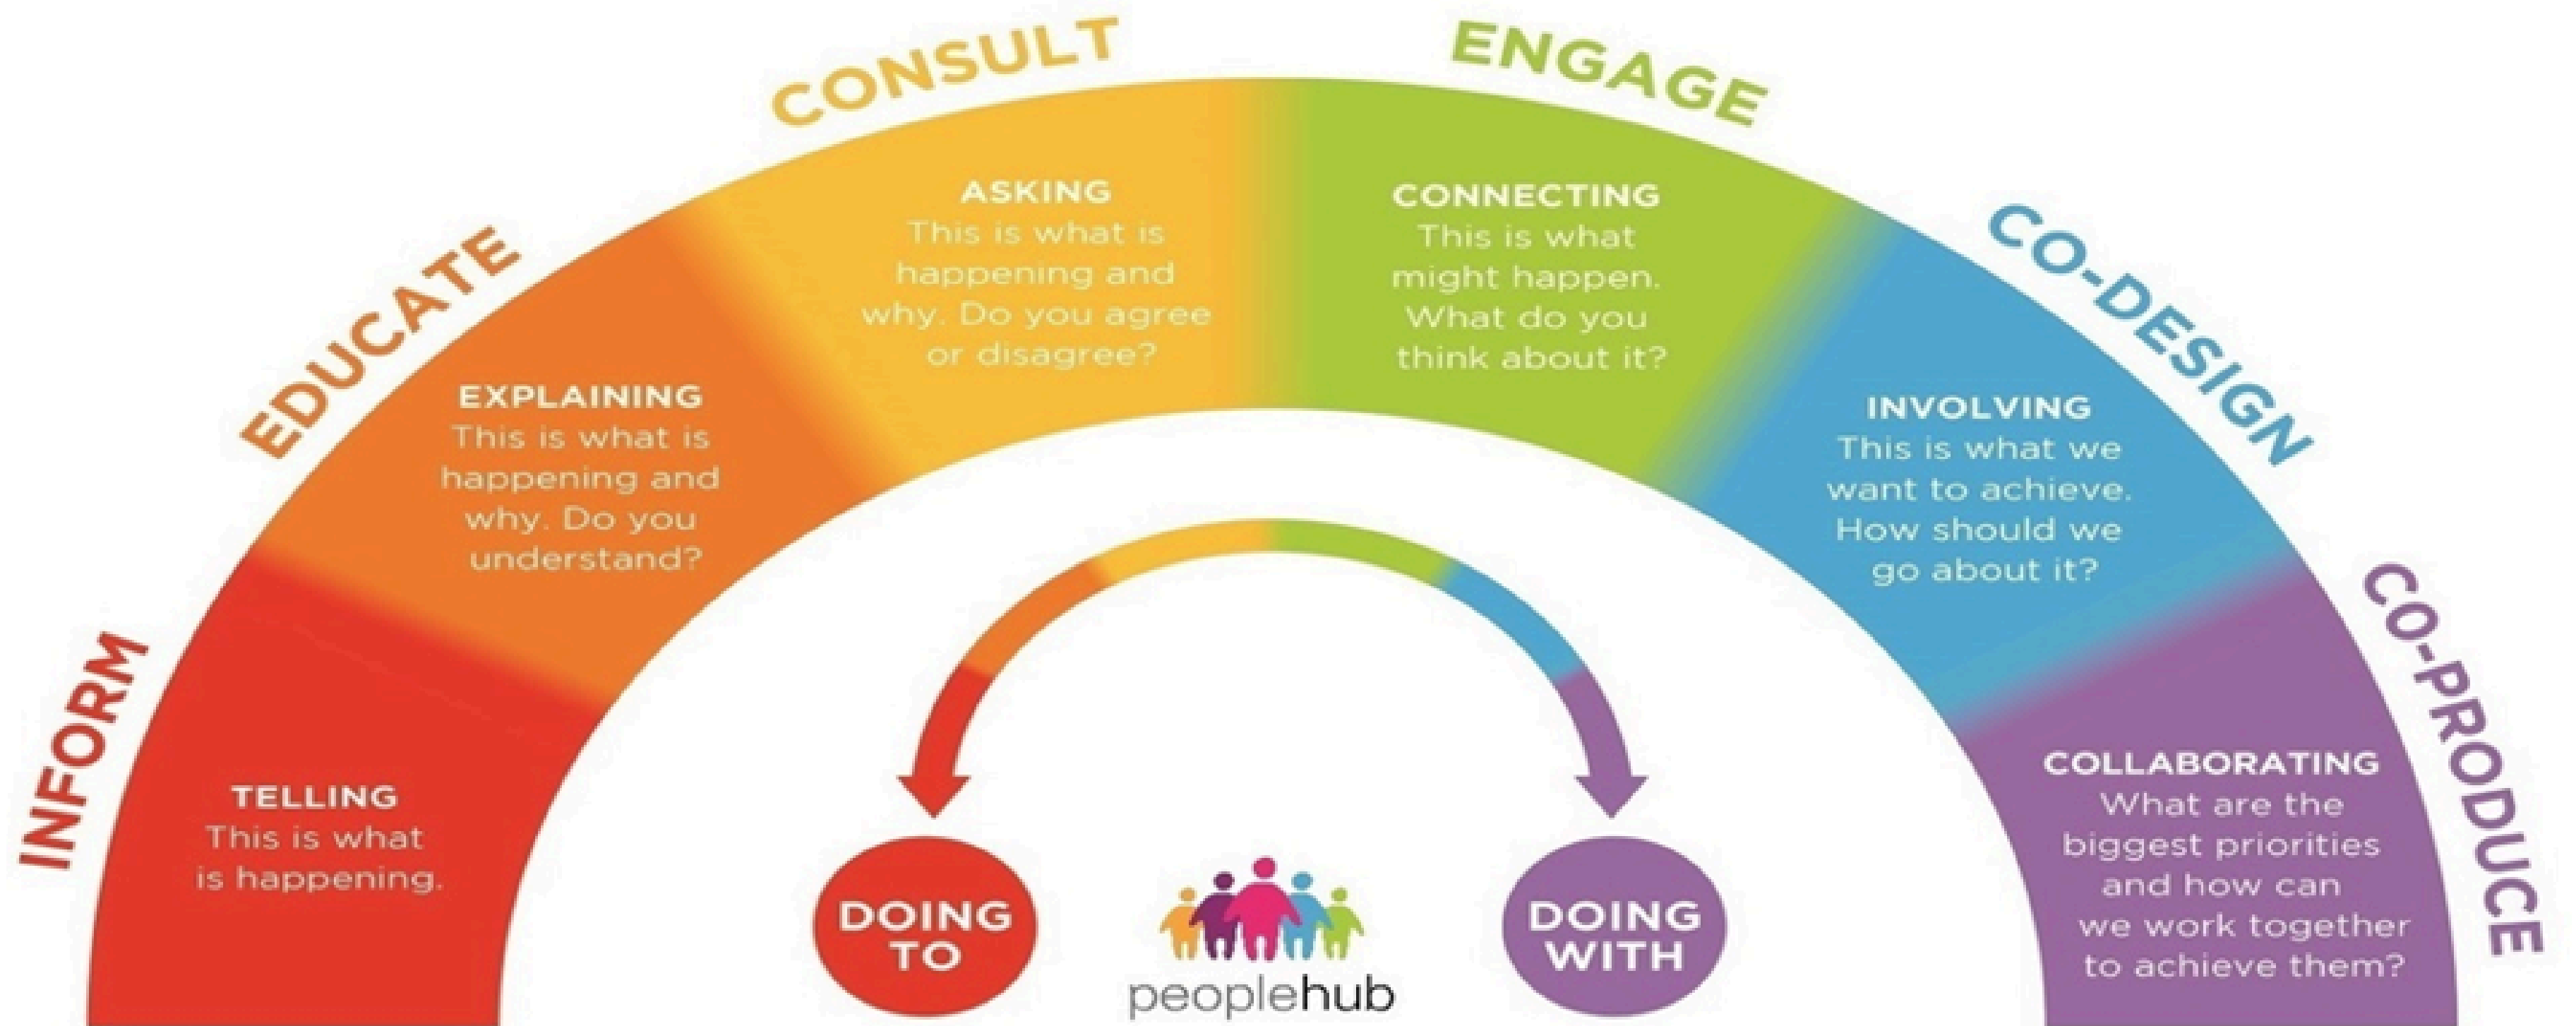 INFORM
TELLING
This is what
is happening.
EDUCATE
EXPLAINING
This is what is
happening and
why. Do you
understand?
CONSULT
ASKING
This is what is
happening and
why. Do you agree
or disagree?
ENGAGE
CONNECTING
This is what
might happen.
What do you
think about it?
CO-DESIGN
INVOLVING
This is what we
want to achieve.
How should we
go about it?
CO-PRODUCE
COLLABORATING
What are the
biggest priorities
and how can
we work together
to achieve them?
DOING
TO
DOING
WITH
peoplehub